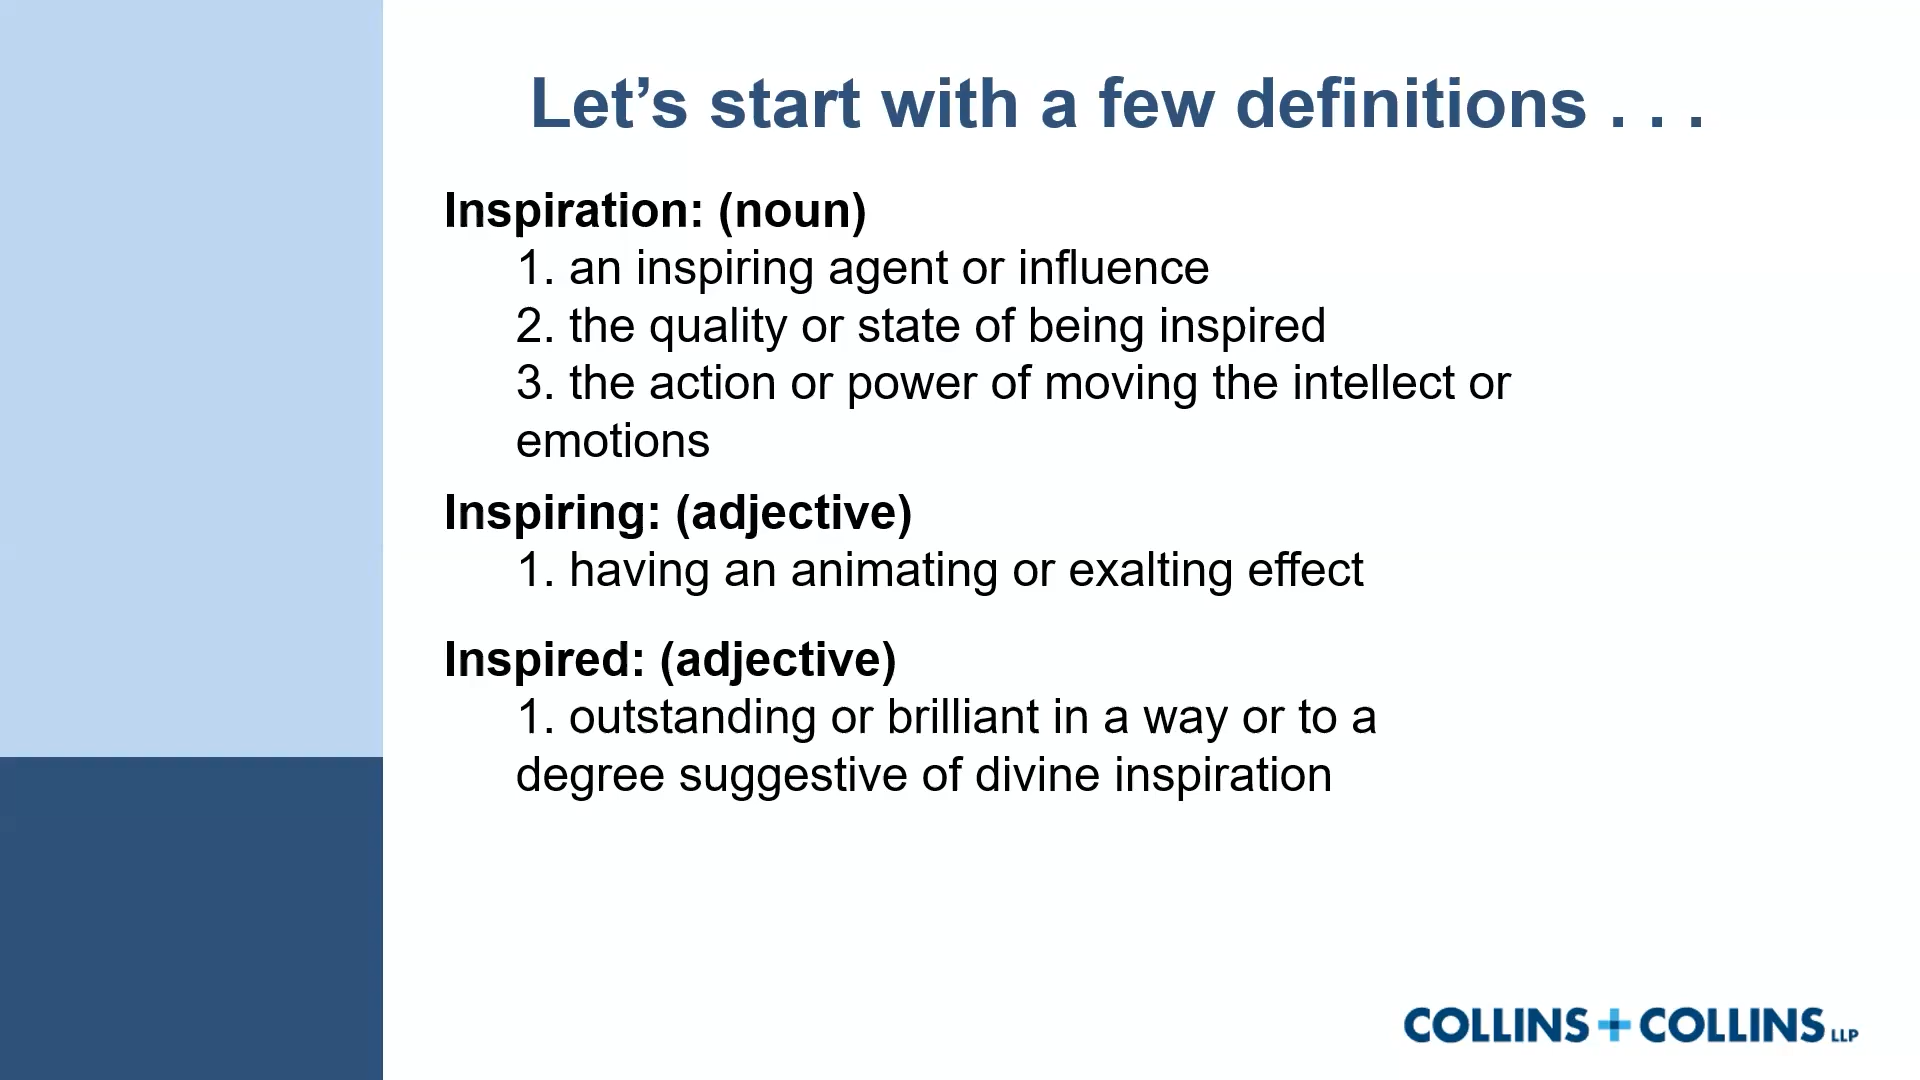 Let’s start with a few definitions . . .
Inspiration: (noun)
1. an inspiring agent or influence
2. the quality or state of being inspired
3. the action or power of moving the intellect or
emotions
Inspiring: (adjective)
1. having an animating or exalting effect
Inspired: (adjective)
1. outstanding or brilliant in a way or to a
degree suggestive of divine inspiration
COLLINS + COLLINS LLP